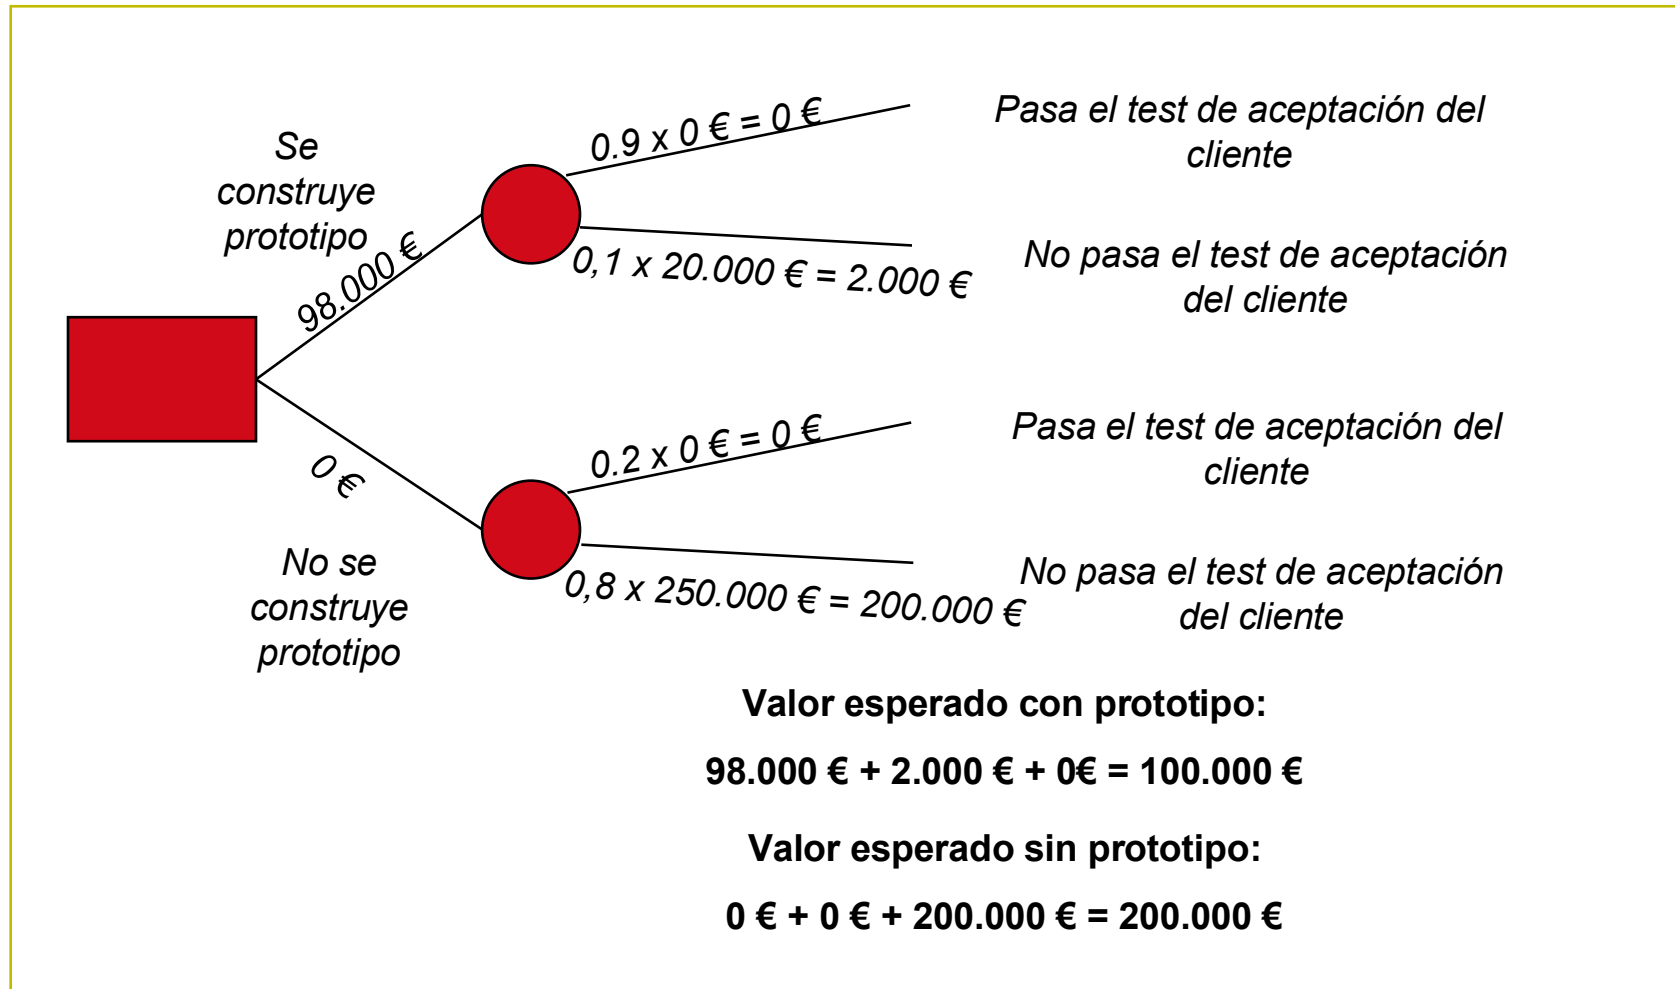 Se
construye
prototipo
98.000 €
0.9 x 0 € = 0 €
Pasa el test de aceptación del
cliente
0,1 x 20.000 € = 2.000 €
No pasa el test de aceptación
del cliente
0 €
No se
construye
prototipo
0.2 x 0 € = 0 €
Pasa el test de aceptación del
cliente
0,8 x 250.000 € = 200.000 €
No pasa el test de aceptación
del cliente
Valor esperado con prototipo:
98.000 € + 2.000 € + 0€ = 100.000 €
Valor esperado sin prototipo:
0 € + 0 € + 200.000 € = 200.000 €